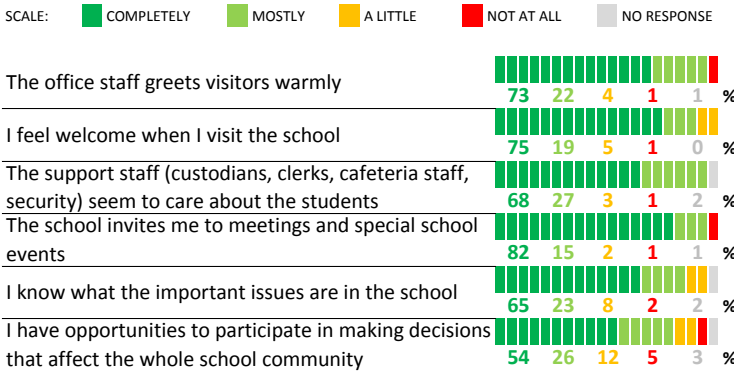 SCALE: COMPLETELY MOSTLY A LITTLE NOT AT ALL NO RESPONSE
The office staff greets visitors warmly
73 22 4 1 1 %
I feel welcome when I visit the school
75 19 5 1 0 %
The support staff (custodians, clerks, cafeteria staff,
security) seem to care about the students
68 27 3 1 2 %
The school invites me to meetings and special school
events
82 15 2 1 1 %
I know what the important issues are in the school
65 23 8 2 2 %
I have opportunities to participate in making decisions
that affect the whole school community
54 26 12 5 3 %